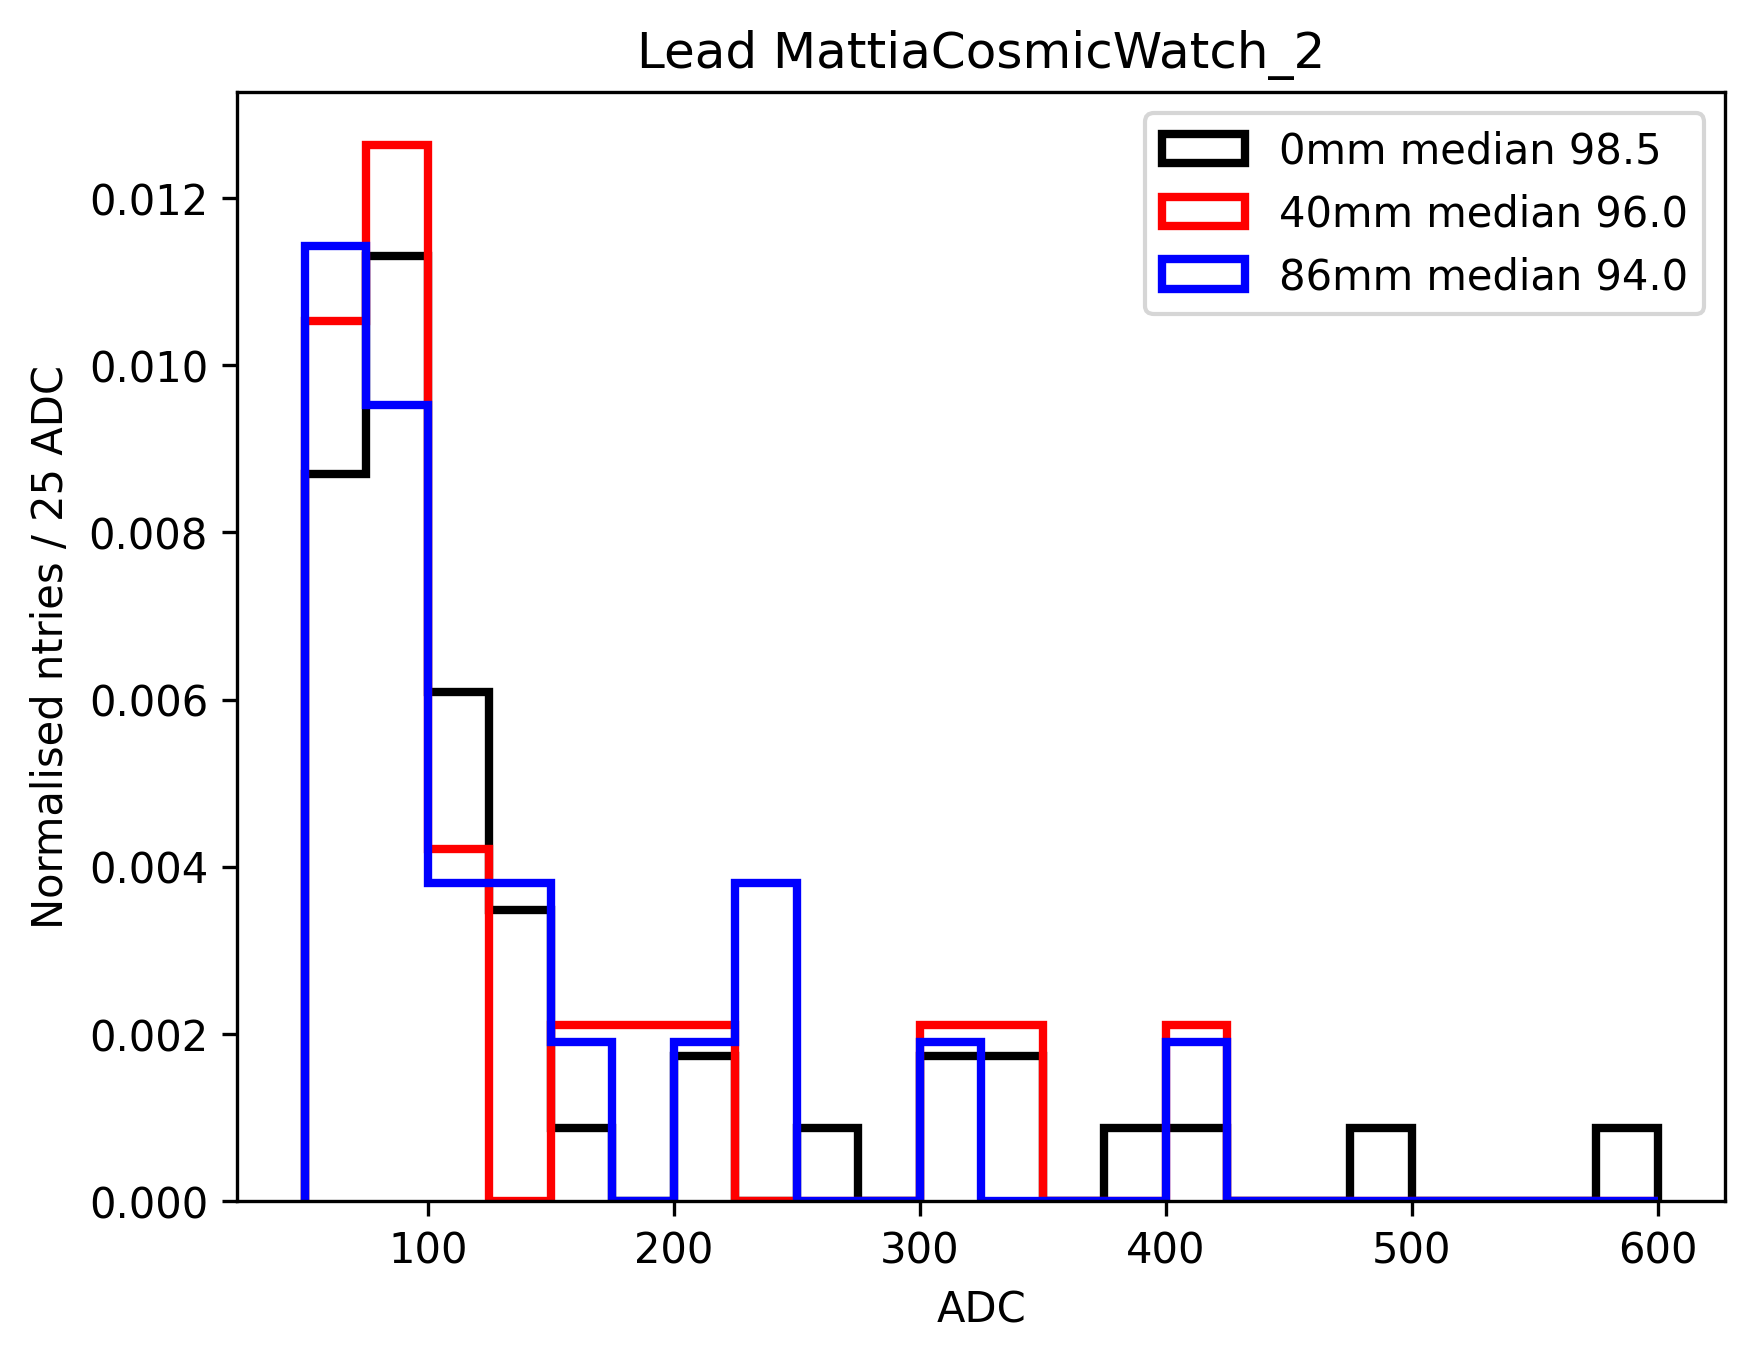 Lead MattiaCosmicWatch_2
0mm median 98.5
40mm median 96.0
86mm median 94.0
Normalised ntries / 25 ADC
0.012
0.010
0.008
0.006
0.004
0.002
0.000
100 200 300 400 500 600
ADC